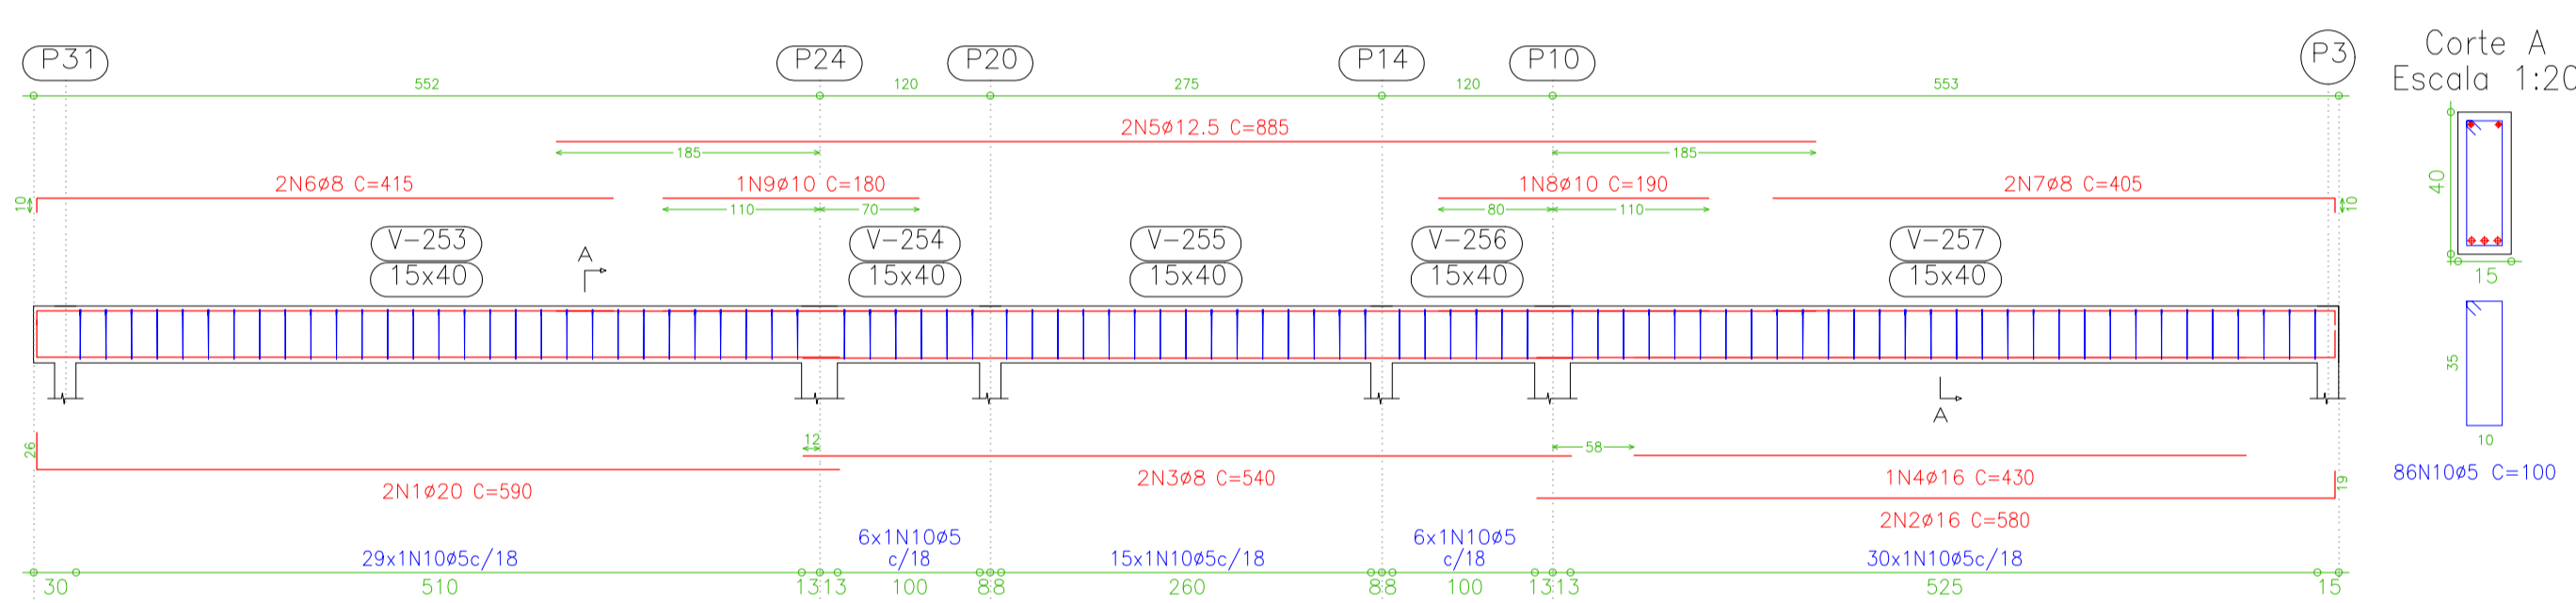 P31
P24
P20
P14
P10
P3
552
120
275
120
553
2N5ø12.5 C=885
185
185
2N6ø8 C=415
1N9ø10 C=180
1N8ø10 C=190
2N7ø8 C=405
10
110
70
80
110
10
V-253
15x40
V-254
15x40
V-255
15x40
V-256
15x40
V-257
15x40
A
A
26
12
58
19
2N1ø20 C=590
2N3ø8 C=540
1N4ø16 C=430
2N2ø16 C=580
29x1N10ø5c/18
6x1N10ø5
c/18
15x1N10ø5c/18
6x1N10ø5
c/18
30x1N10ø5c/18
30
510
13
13
100
8
8
260
8
8
100
13
13
525
15
Corte A
Escala 1:20
40
15
35
10
86N10ø5 C=100